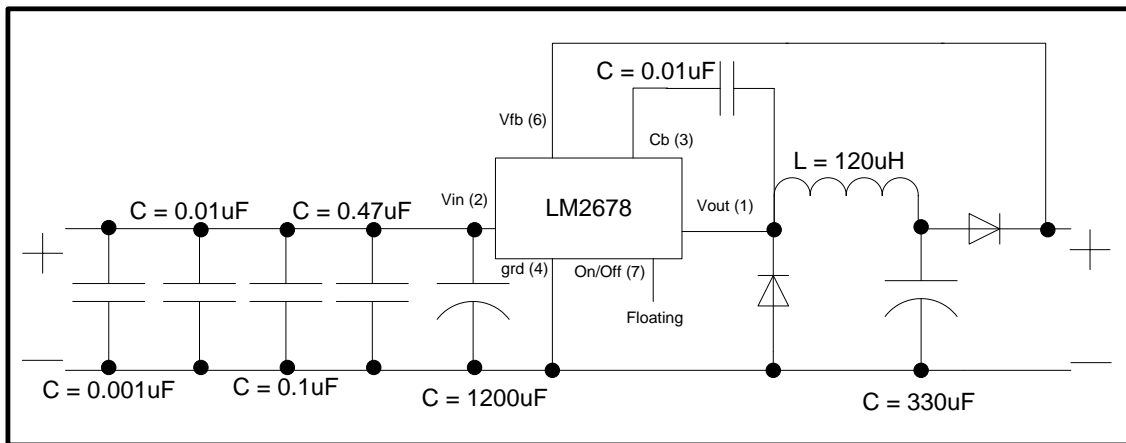 C = 0.01uF
Vfb (6)
Cb (3)
L = 120uH
Vin (2)
LM2678
Vout (1)
C = 0.01uF
C = 0.47uF
+
+
grd (4)
On/Off (7)
Floating
—
—
C = 0.001uF
C = 0.1uF
C = 1200uF
C = 330uF